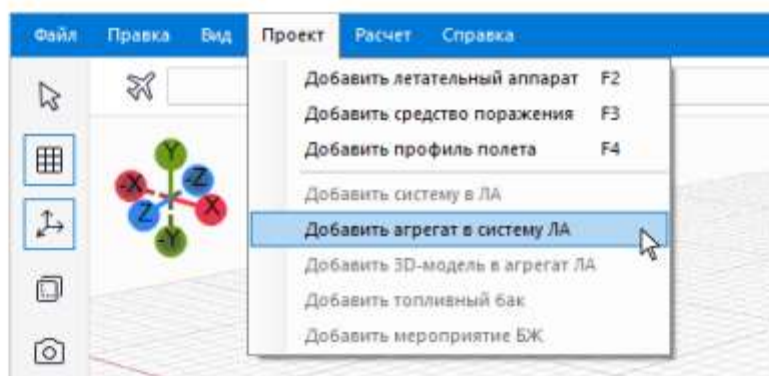 Файл Правка Вид Проект Расчет Справка
Добавить летательный аппарат F2
Добавить средство поражения F3
Добавить профиль полета F4
Добавить систему в ЛА
Добавить агрегат в систему ЛА
Добавить 3D-модель в агрегат ЛА
Добавить топливный бак
Добавить мероприятие БЖ
Y
-X
-Z
Z
X
-Y